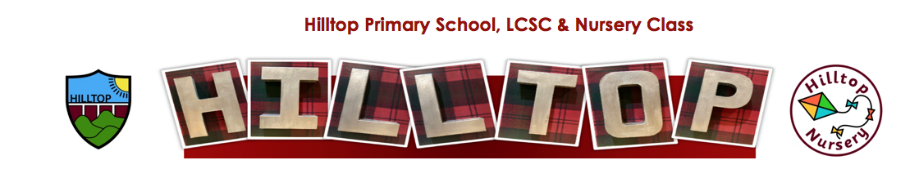 Hilltop Primary School, LCSC & Nursery Class
HILLTOP
HILLTOP
Hilltop
Nursery